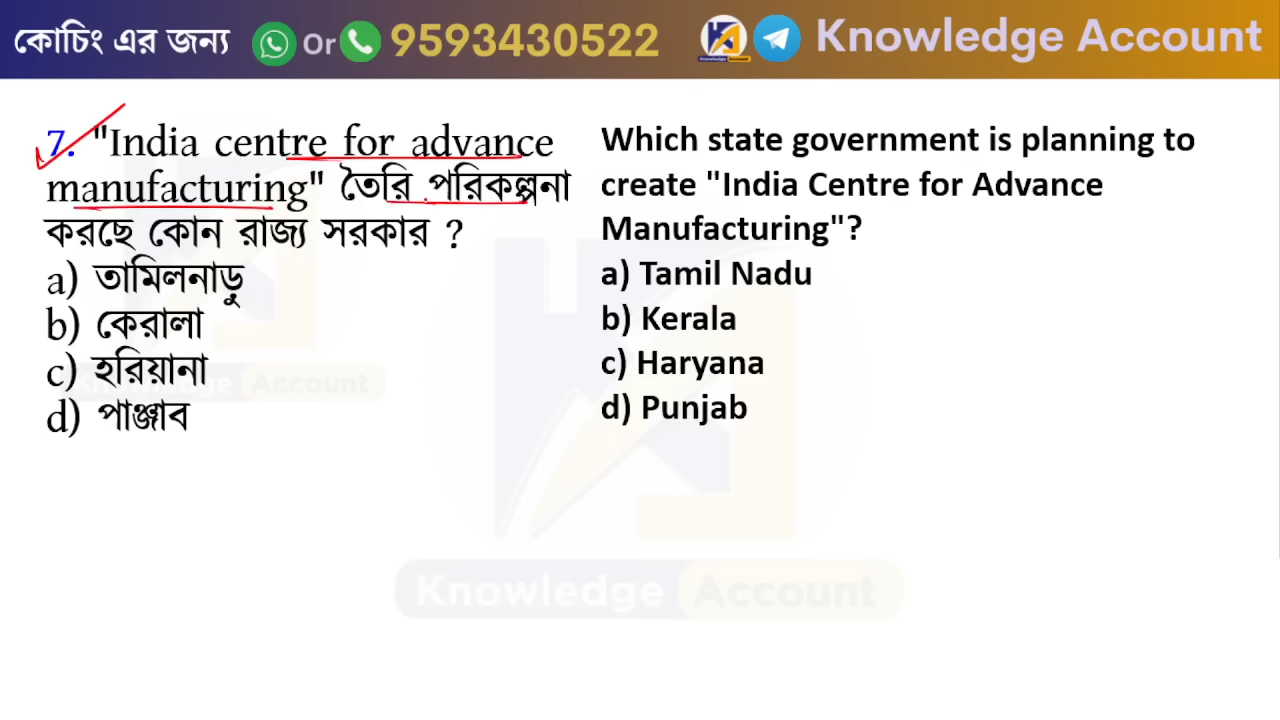 কোচিং এর জন্য Or 9593430522 Knowledge Account
7. "India centre for advance
manufacturing" তৈরি পরিকল্পনা
করছে কোন রাজ্য সরকার ?
a) তামিলনাড়ু
b) কেরালা
c) হরিয়ানা
d) পাঞ্জাব
Which state government is planning to
create "India Centre for Advance
Manufacturing"?
a) Tamil Nadu
b) Kerala
c) Haryana
d) Punjab
Knowledge Account
Knowledge Account